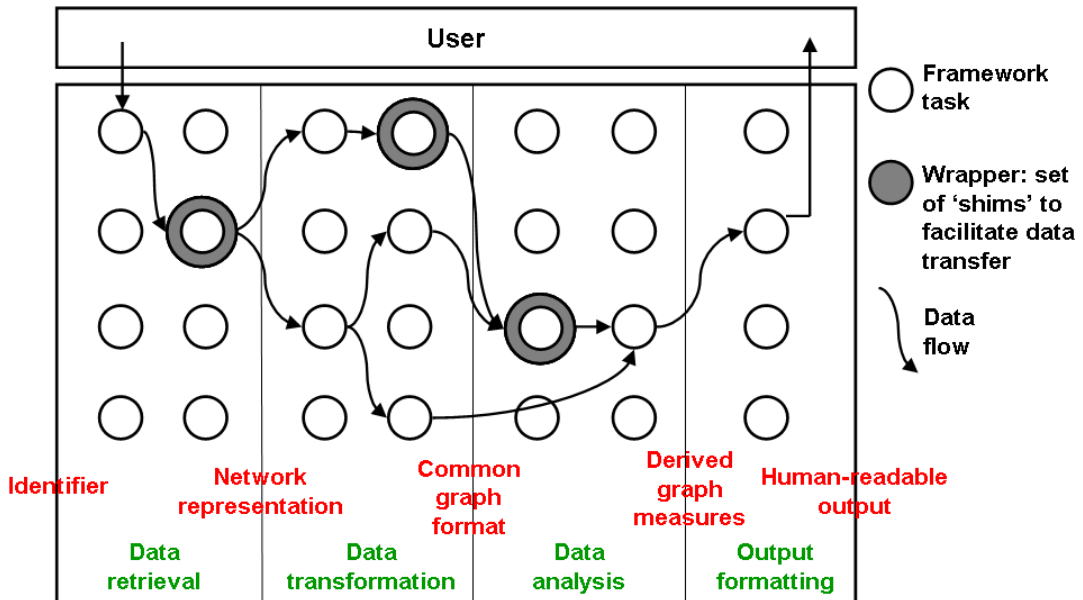 User
Framework
task
Wrapper: set
of ‘shims’ to
facilitate data
transfer
Data
flow
Identifier
Network
representation
Common
graph
format
Derived
graph
measures
Human-readable
output
Data
retrieval
Data
transformation
Data
analysis
Output
formatting